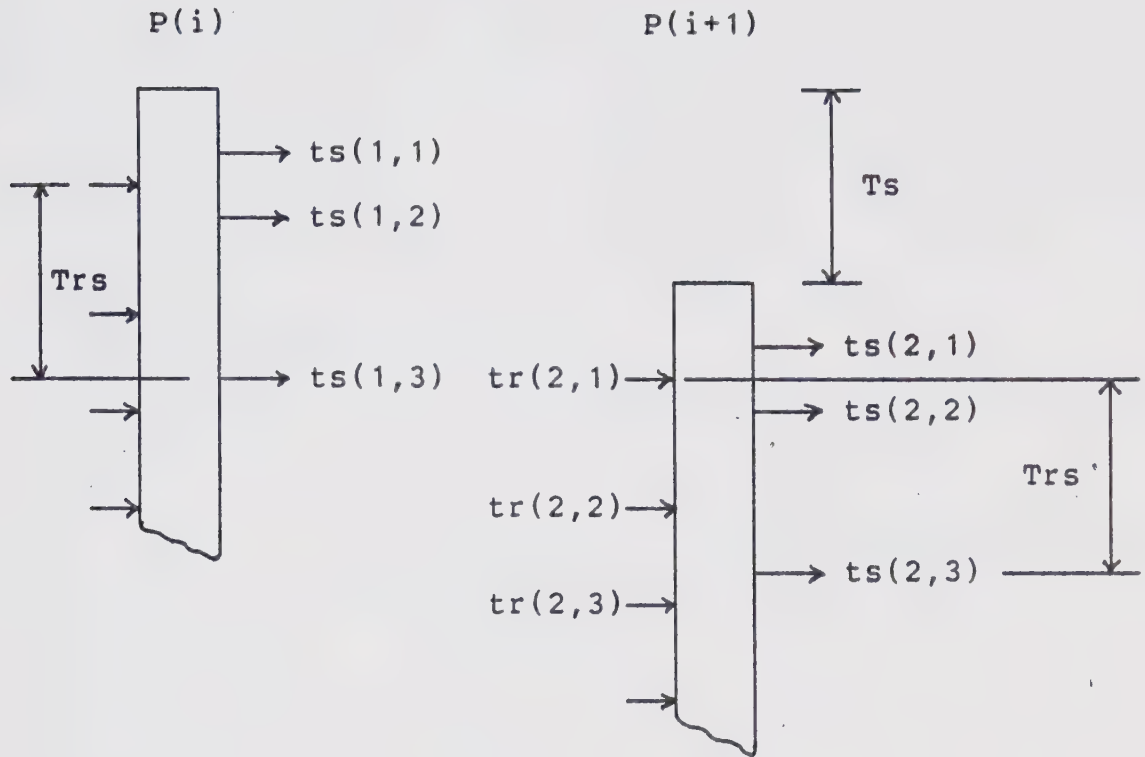 P(i)
P(i+1)
ts(1,1)
Ts
ts(1,2)
Trs
ts(2,1)
ts(1,3)
tr(2,1)
ts(2,2)
Trs
tr(2,2)
ts(2,3)
tr(2,3)